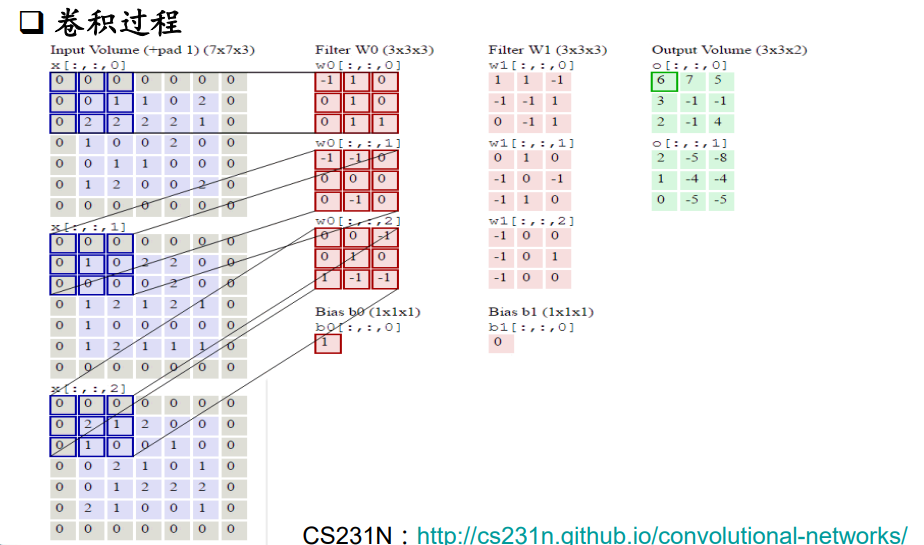 ❑ 卷积过程
Input Volume (+pad 1) (7x7x3)
x[:,:,0]
0 0 0 0 0 0 0
0 0 1 1 0 2 0
0 2 2 2 2 1 0
0 1 0 0 2 0 0
0 0 1 1 0 0 0
0 1 2 0 0 2 0
0 0 0 0 0 0 0
x[:,:,1]
0 0 0 0 0 0 0
0 1 0 2 2 0 0
0 0 0 0 2 0 0
0 1 2 1 2 1 0
0 1 0 0 0 0 0
0 1 2 1 1 1 0
0 0 0 0 0 0 0
x[:,:,2]
0 0 0 0 0 0 0
0 2 1 2 0 0 0
0 1 0 0 1 0 0
0 0 2 1 0 1 0
0 0 1 2 2 2 0
0 2 1 0 0 1 0
0 0 0 0 0 0 0
Filter W0 (3x3x3)
w0[:,:,0]
-1 1 0
0 1 0
0 1 1
w0[:,:,1]
-1 -1 0
0 0 0
0 -1 0
w0[:,:,2]
0 0 -1
0 1 0
1 -1 -1
Bias b0 (1x1x1)
b0[:,:,0]
1
Filter W1 (3x3x3)
w1[:,:,0]
1 1 -1
-1 -1 1
0 -1 1
w1[:,:,1]
0 1 0
-1 0 -1
-1 1 0
w1[:,:,2]
-1 0 0
-1 0 1
-1 0 0
Bias b1 (1x1x1)
b1[:,:,0]
0
Output Volume (3x3x2)
o[:,:,0]
6 7 5
3 -1 -1
2 -1 4
o[:,:,1]
2 -5 -8
1 -4 -4
0 -5 -5
CS231N：http://cs231n.github.io/convolutional-networks/